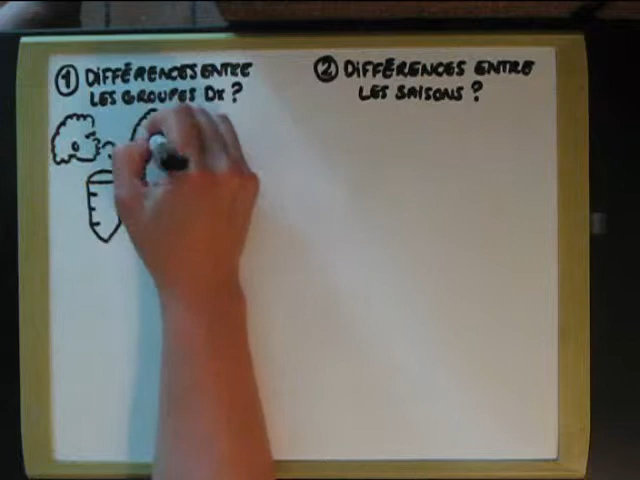 ① DIFFÉRENCES ENTRE
LES GROUPES Dx ?
② DIFFÉRENCES ENTRE
LES SAISONS ?